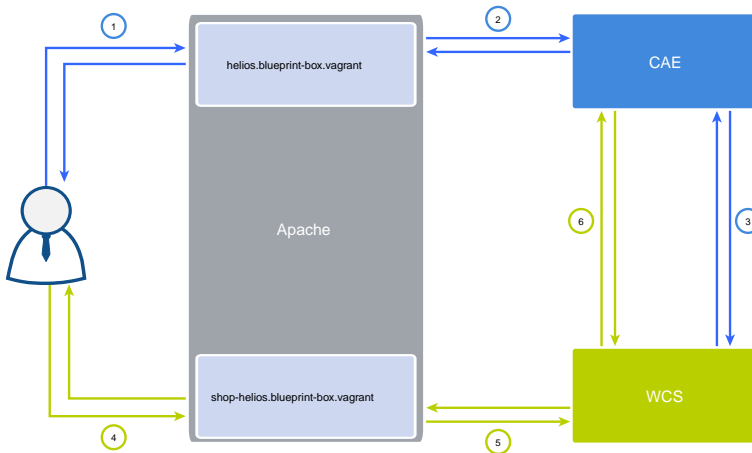 1
2
helios.blueprint-box.vagrant
CAE
6
3
Apache
shop-helios.blueprint-box.vagrant
WCS
4
5